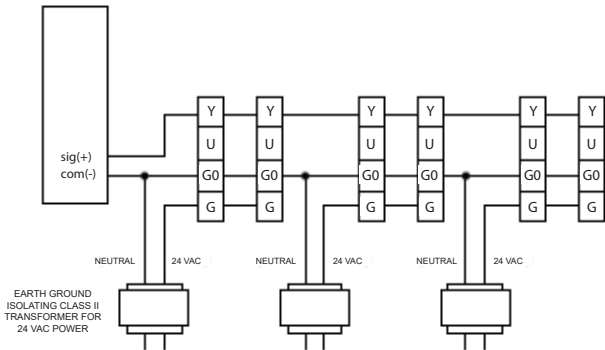 Y Y Y Y Y Y
U U U U U U
sig(+)
com(-) G0 G0 G0 G0 G0 G0
G G G G G G
NEUTRAL 24 VAC NEUTRAL 24 VAC NEUTRAL 24 VAC
EARTH GROUND
ISOLATING CLASS II
TRANSFORMER FOR
24 VAC POWER